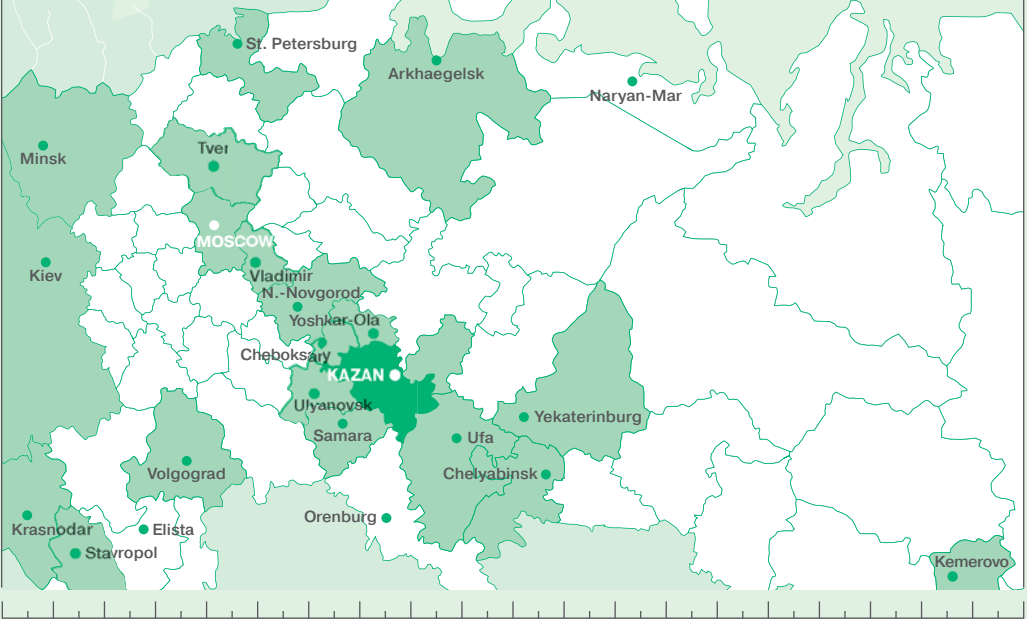 St. Petersburg
Arkhaegelsk
Naryan-Mar
Tver
Minsk
MOSCOW
Kiev
Vladimir
N.-Novgorod
Yoshkar-Ola
Cheboksary
KAZAN
Ulyanovsk
Yekaterinburg
Samara
Ufa
Volgograd
Chelyabinsk
Orenburg
Krasnodar
Elista
Stavropol
Kemerovo